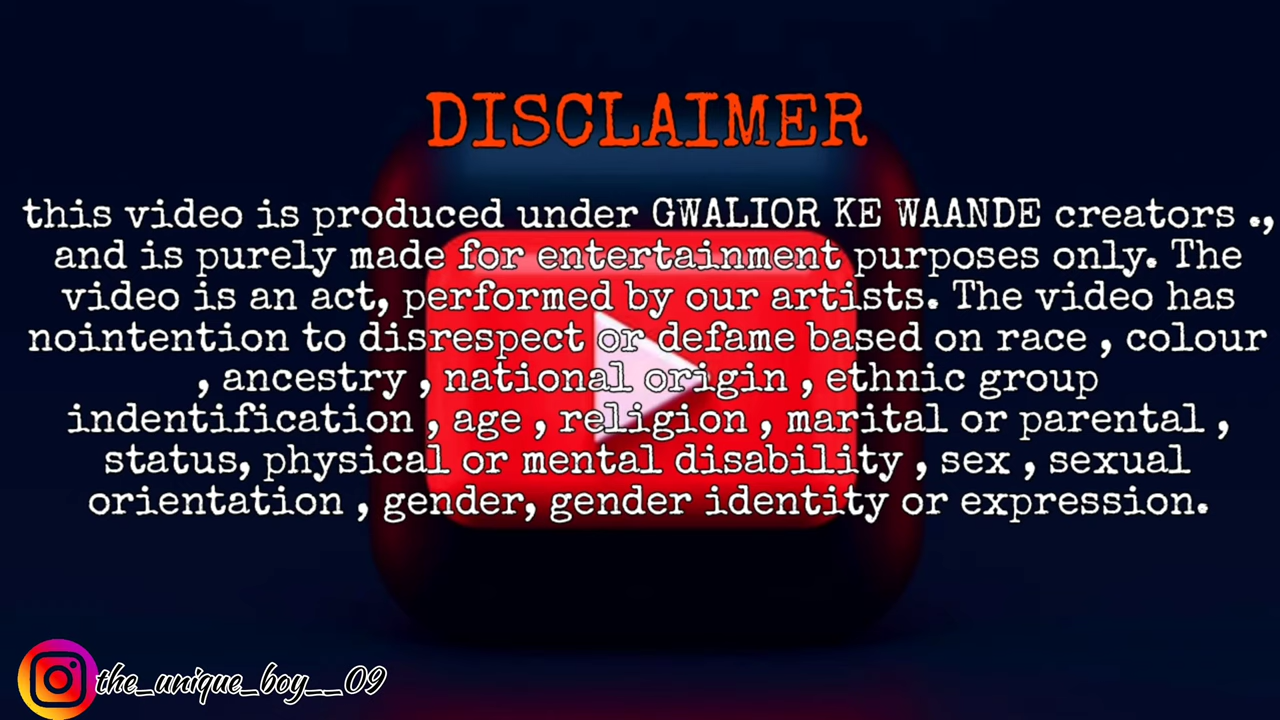 DISCLAIMER
this video is produced under GWALIOR KE WAANDE creators .,
and is purely made for entertainment purposes only. The
video is an act, performed by our artists. The video has
nointention to disrespect or defame based on race , colour
, ancestry , national origin , ethnic group
indentification , age , religion , marital or parental ,
status, physical or mental disability , sex , sexual
orientation , gender, gender identity or expression.
the_unique_boy__09